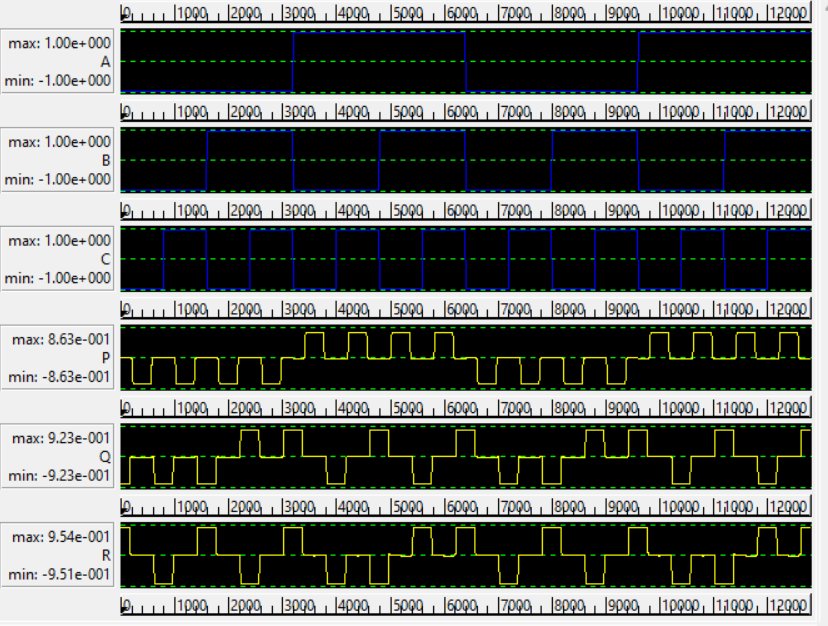 0 1000 2000 3000 4000 5000 6000 7000 8000 9000 10000 11000 12000
max: 1.00e+000
A
min: -1.00e+000
0 1000 2000 3000 4000 5000 6000 7000 8000 9000 10000 11000 12000
max: 1.00e+000
B
min: -1.00e+000
0 1000 2000 3000 4000 5000 6000 7000 8000 9000 10000 11000 12000
max: 1.00e+000
C
min: -1.00e+000
0 1000 2000 3000 4000 5000 6000 7000 8000 9000 10000 11000 12000
max: 8.63e-001
P
min: -8.63e-001
0 1000 2000 3000 4000 5000 6000 7000 8000 9000 10000 11000 12000
max: 9.23e-001
Q
min: -9.23e-001
0 1000 2000 3000 4000 5000 6000 7000 8000 9000 10000 11000 12000
max: 9.54e-001
R
min: -9.51e-001
0 1000 2000 3000 4000 5000 6000 7000 8000 9000 10000 11000 12000